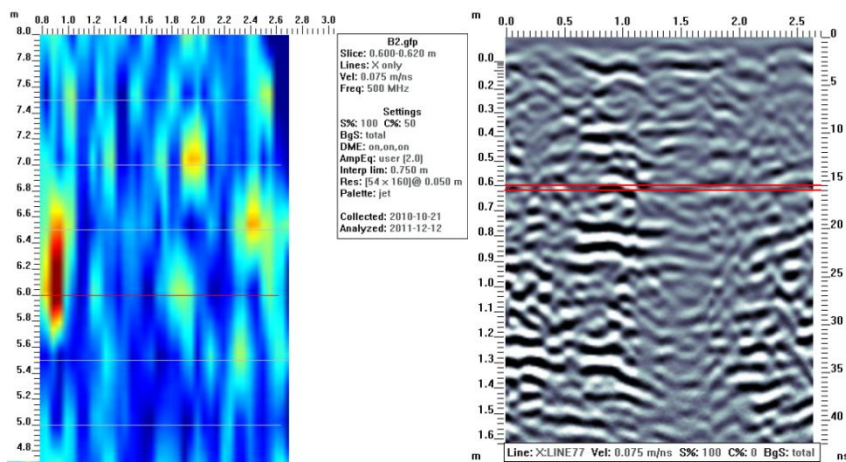 m
0.8 1.0 1.2 1.4 1.6 1.8 2.0 2.2 2.4 2.6 2.8 3.0
8.0
7.8
7.6
7.4
7.2
7.0
6.8
6.6
6.4
6.2
6.0
5.8
5.6
5.4
5.2
5.0
4.8
m
B2.gfp
Slice: 0.600-0.620 m
Lines: X only
Vel: 0.075 m/ns
Freq: 500 MHz
Settings
S%: 100 C%: 50
BgS: total
DME: on,on,on
AmpEq: user (2.0)
Interp lim: 0.750 m
Res: [54 x 160]@ 0.050 m
Palette: jet
Collected: 2010-10-21
Analyzed: 2011-12-12
m
0.0 0.5 1.0 1.5 2.0 2.5
0.0
0.1
0.2
0.3
0.4
0.5
0.6
0.7
0.8
0.9
1.0
1.1
1.2
1.3
1.4
1.5
1.6
m
0
5
10
15
20
25
30
35
40
ns
Line: X:LINE77 Vel: 0.075 m/ns S%: 100 C%: 0 BgS: total